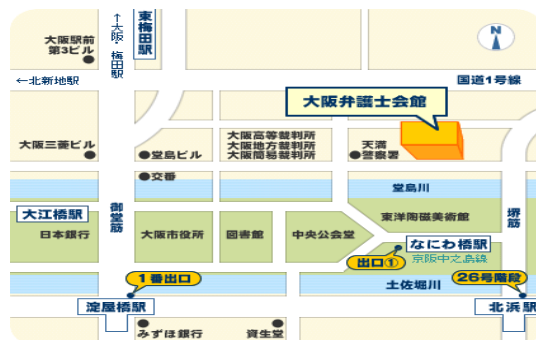 ↑大阪・梅田駅
東梅田駅
N
大阪駅前
第3ビル
←北新地駅
国道1号線
大阪弁護士会館
大阪三菱ビル
堂島ビル
大阪高等裁判所
大阪地方裁判所
大阪簡易裁判所
天満
警察署
交番
堂島川
大江橋駅
御堂筋
東洋陶磁美術館
堺筋
日本銀行
大阪市役所
図書館
中央公会堂
なにわ橋駅
出口①
京阪中之島線
1番出口
土佐堀川
26号階段
淀屋橋駅
北浜駅
みずほ銀行
資生堂